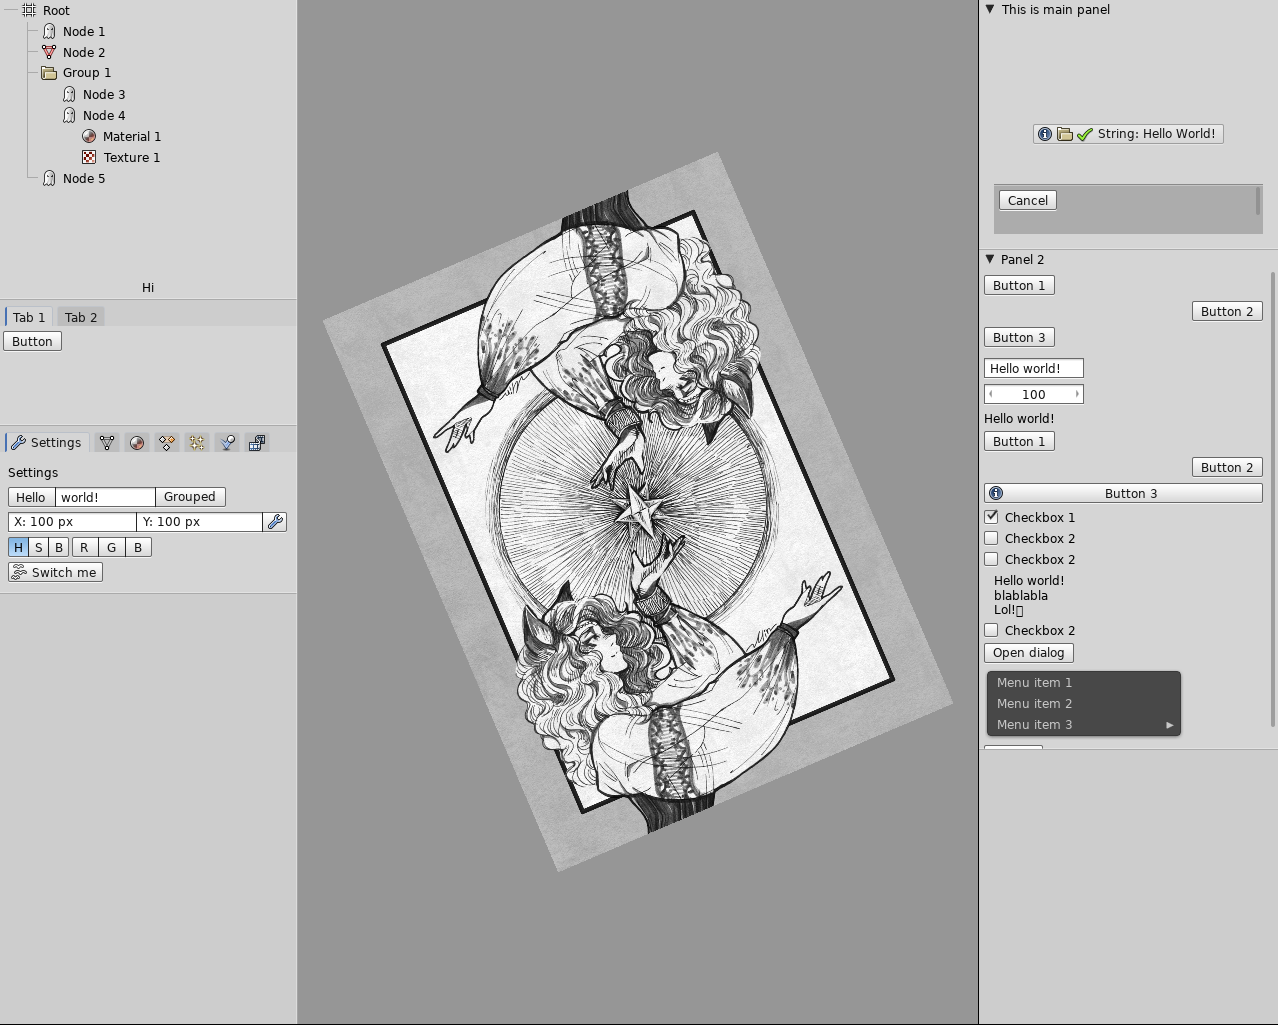 Root
Node 1
Node 2
Group 1
Node 3
Node 4
Material 1
Texture 1
Node 5
Hi
Tab 1 Tab 2
Button
Settings
Settings
Hello world! Grouped
X: 100 px Y: 100 px
H S B R G B
Switch me
This is main panel
String: Hello World!
Cancel
Panel 2
Button 1
Button 2
Button 3
Hello world!
100
Hello world!
Button 1
Button 2
Button 3
Checkbox 1
Checkbox 2
Checkbox 2
Hello world!
blablabla
Lol!
Checkbox 2
Open dialog
Menu item 1
Menu item 2
Menu item 3